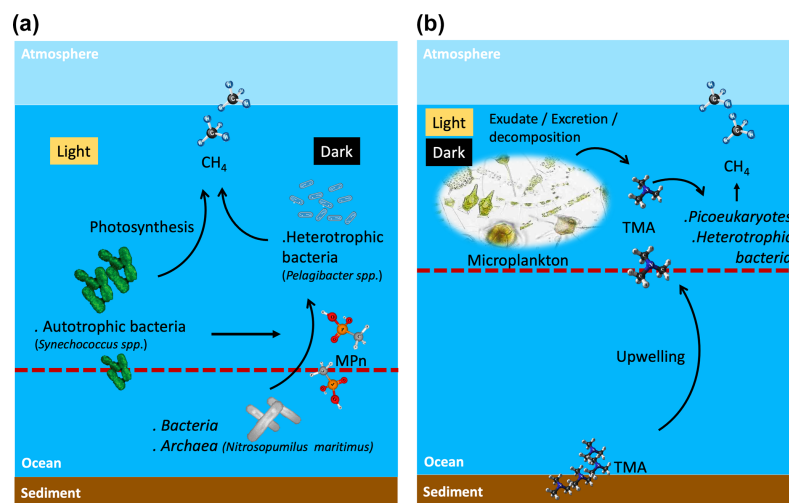 (a)
Atmosphere
Light
Dark
CH4
Photosynthesis
.Heterotrophic
bacteria
(Pelagibacter spp.)
. Autotrophic bacteria
(Synechococcus spp.)
MPn
. Bacteria
. Archaea (Nitrosopumilus maritimus)
Ocean
Sediment
(b)
Atmosphere
Light
Dark
Exudate / Excretion /
decomposition
CH4
TMA
.Picoeukaryotes
.Heterotrophic
bacteria
Microplankton
Upwelling
TMA
Ocean
Sediment